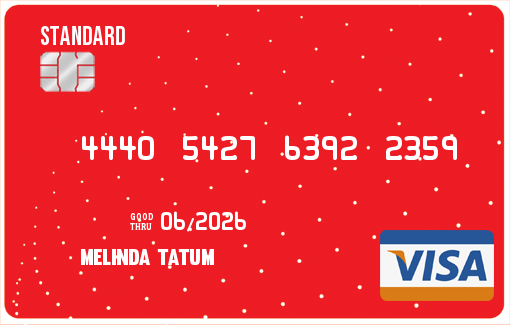 STANDARD
4440 5427 6392 2359
GOOD THRU 06/2026
MELINDA TATUM
VISA